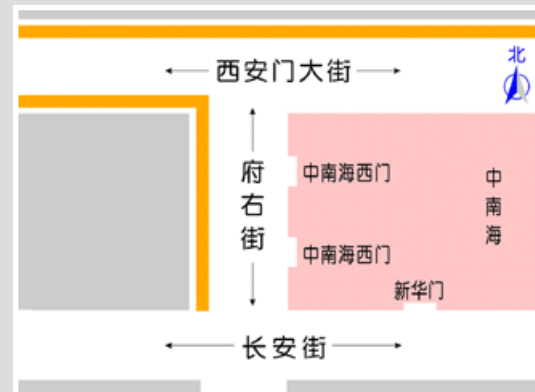 北
西安门大街
府右街
中南海西门
中南海
中南海西门
新华门
长安街